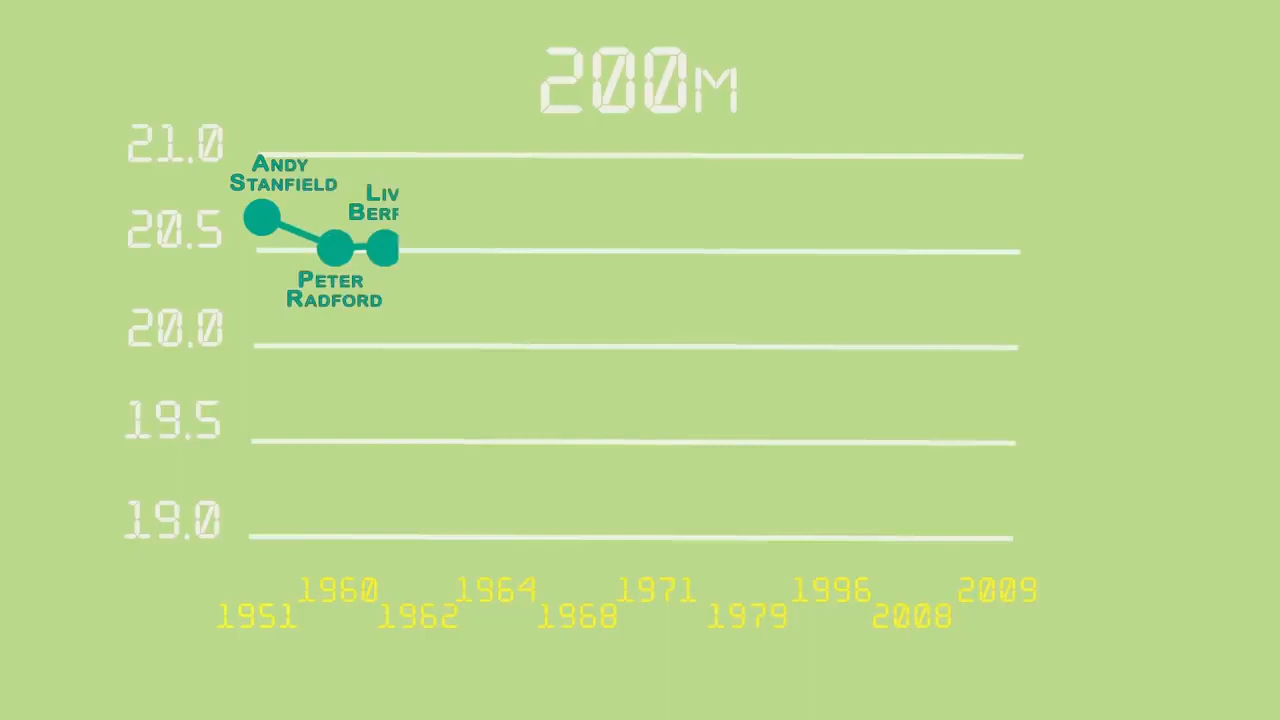 200M
21.0
ANDY
STANFIELD
LIV
20.5
PETER
RADFORD
20.0
19.5
19.0
1960 1964 1971 1996 2009
1951 1962 1968 1979 2008